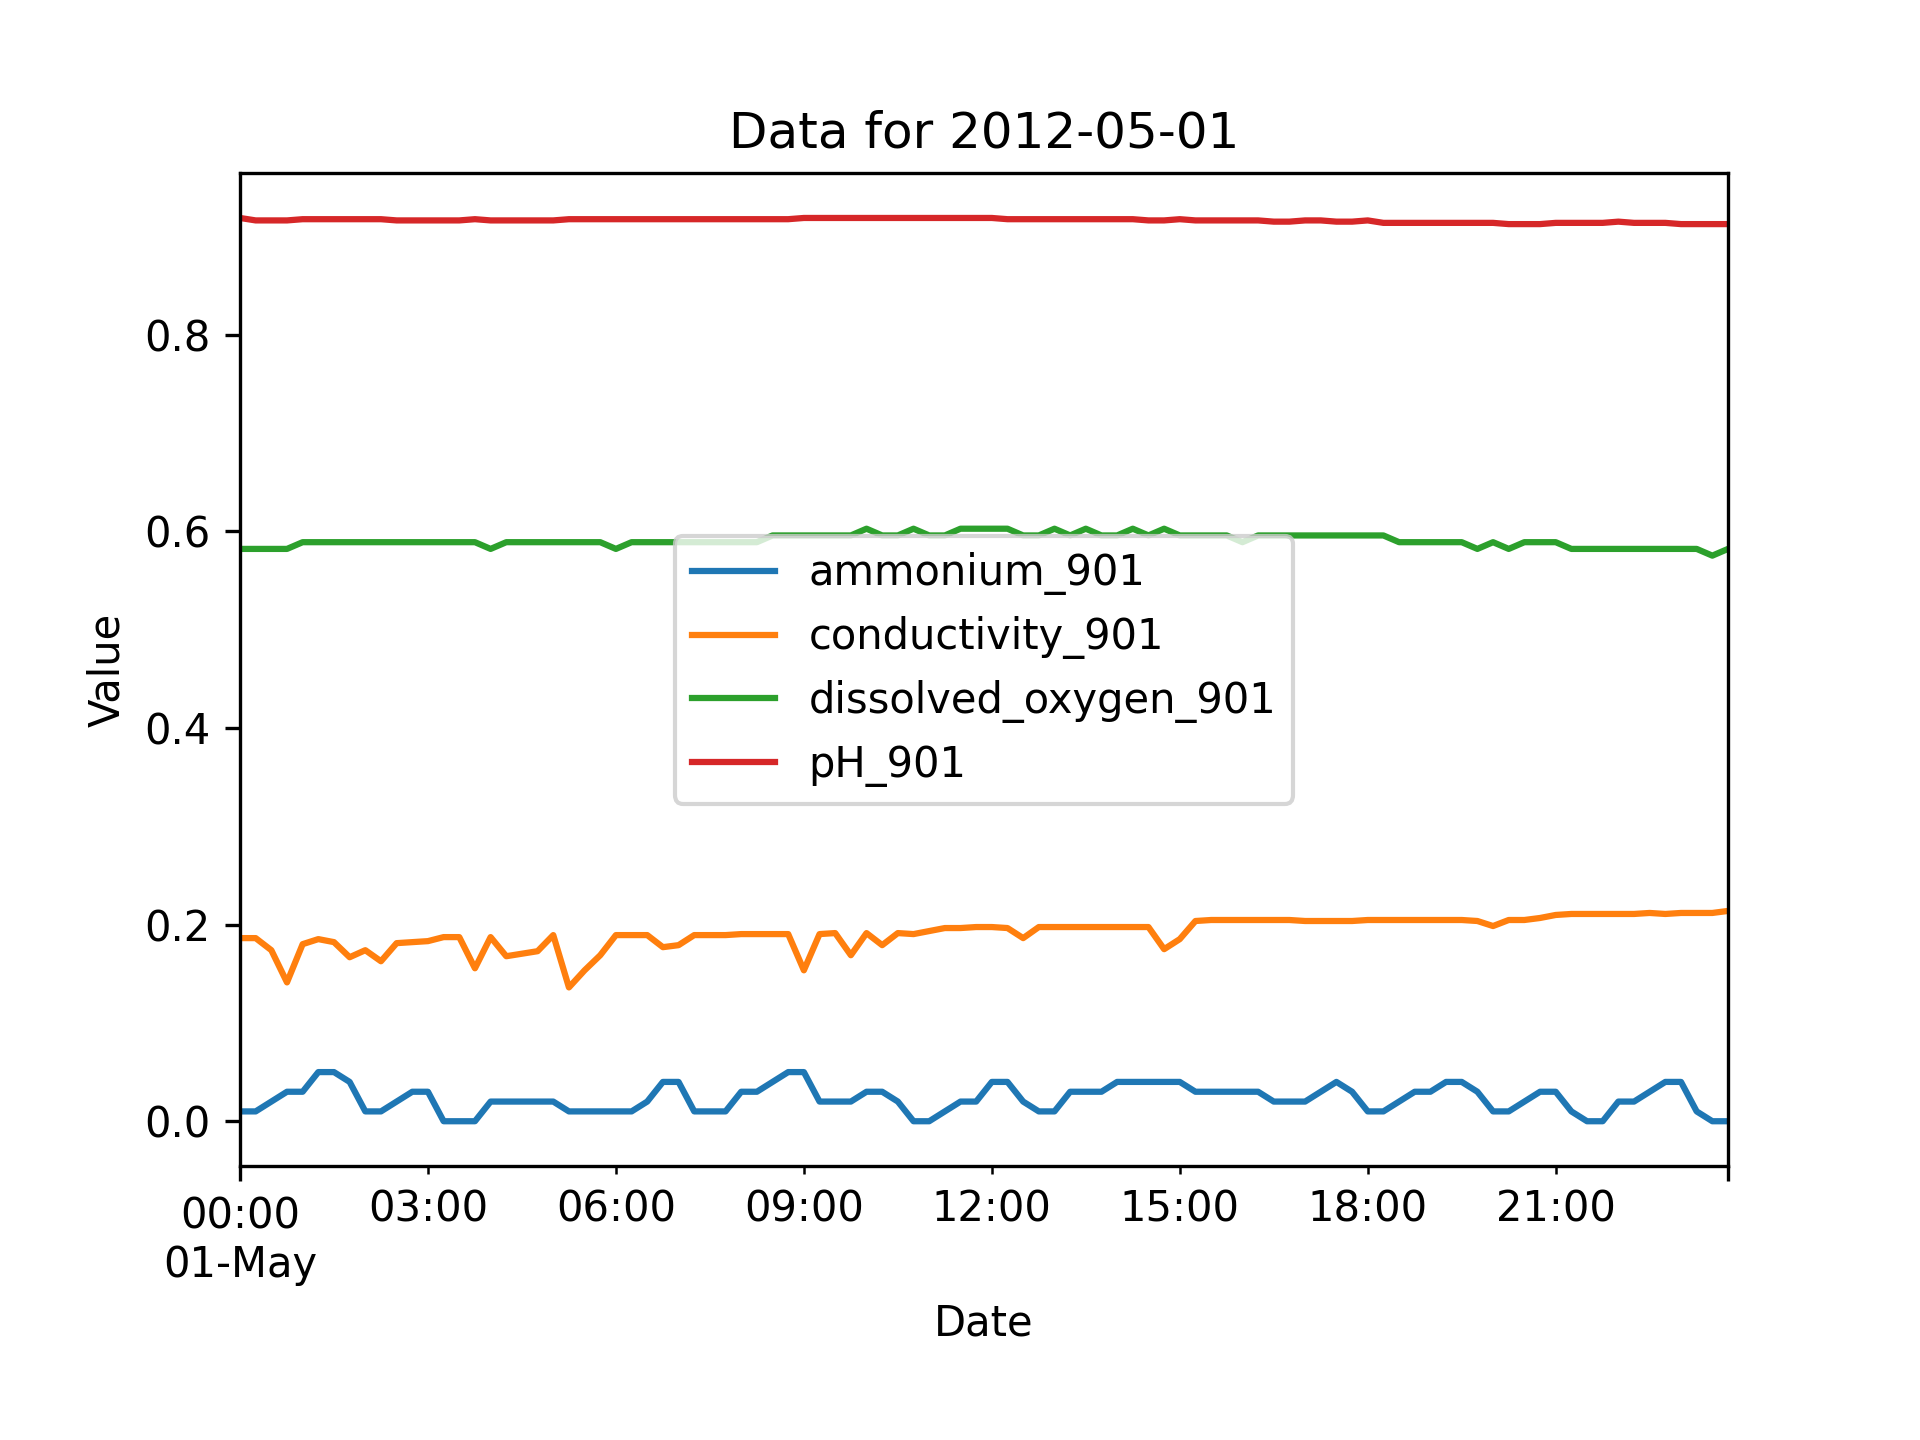 Data for 2012-05-01
Value
0.8
0.6
0.4
0.2
0.0
ammonium_901
conductivity_901
dissolved_oxygen_901
pH_901
00:00 03:00 06:00 09:00 12:00 15:00 18:00 21:00
01-May
Date